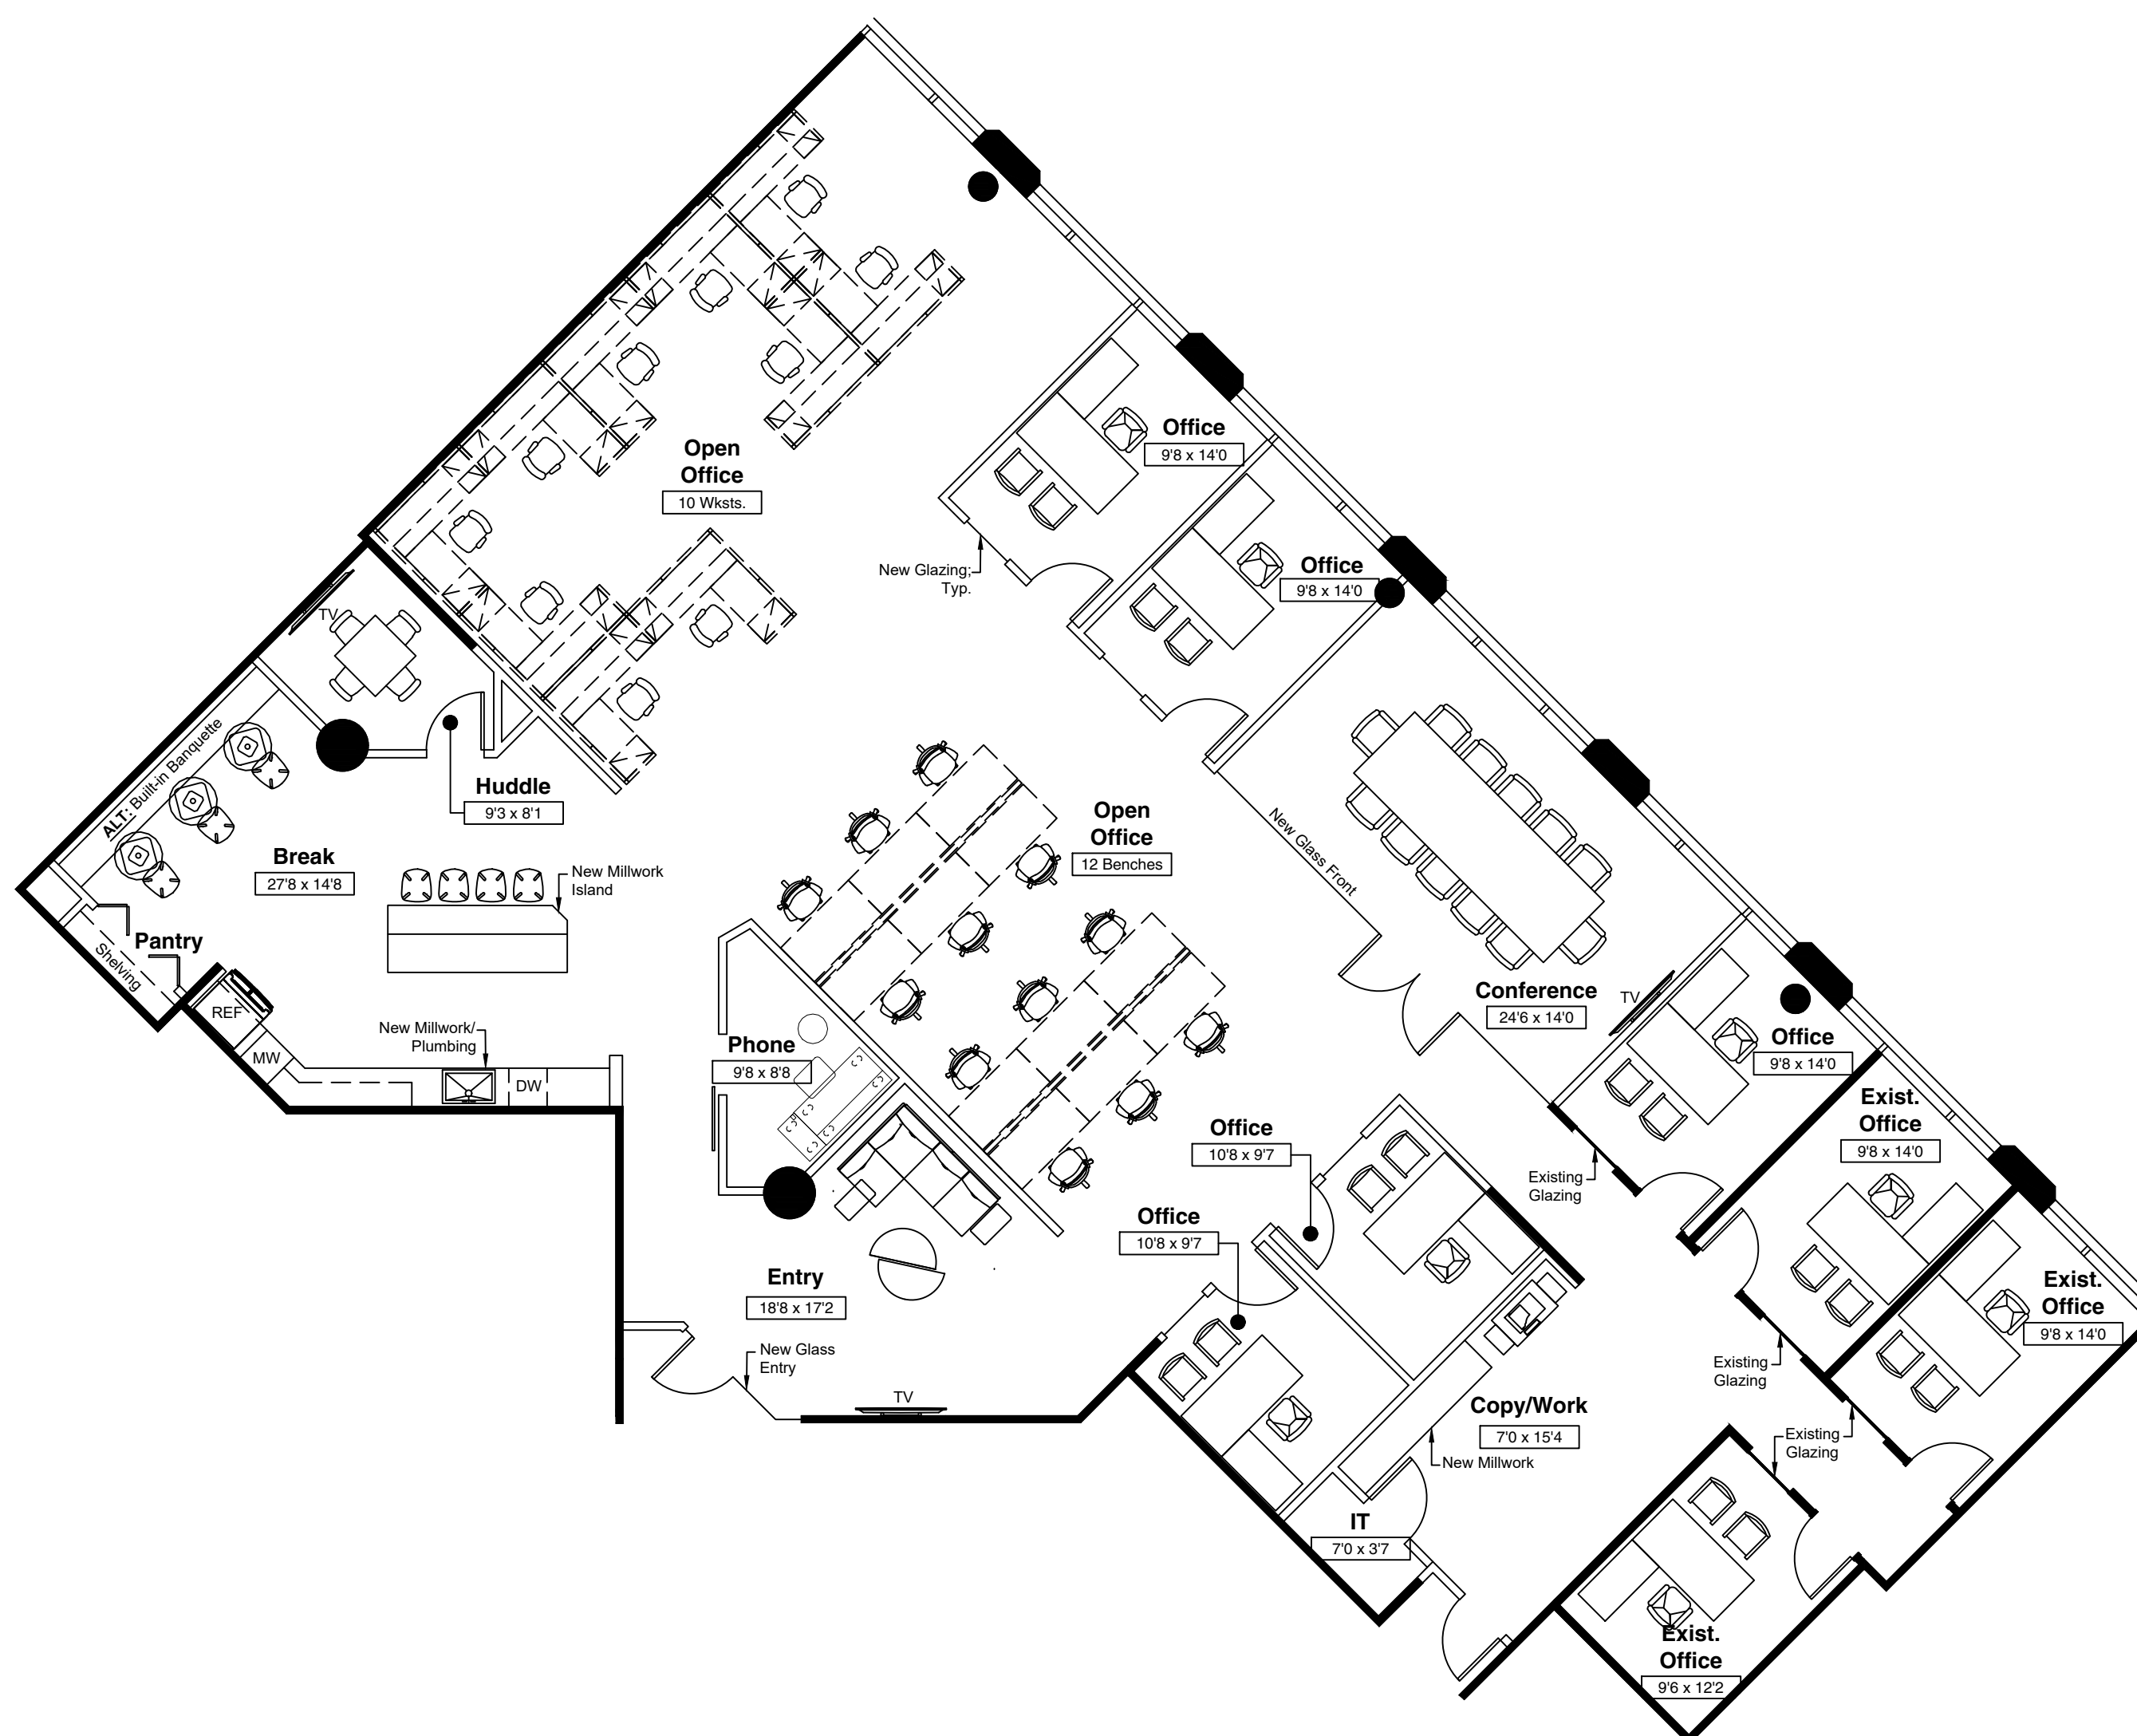 Open
Office
10 Wksts.
Office
9'8 x 14'0
New Glazing;
Typ.
Office
9'8 x 14'0
TV
ALT: Built-in Banquette
Huddle
9'3 x 8'1
Break
27'8 x 14'8
New Millwork
Island
Pantry
Shelving
REF
MW
New Millwork/
Plumbing
DW
Open
Office
12 Benches
New Glass Front
Conference
24'6 x 14'0
TV
Office
9'8 x 14'0
Phone
9'8 x 8'8
Exist.
Office
9'8 x 14'0
Office
10'8 x 9'7
Existing
Glazing
Office
10'8 x 9'7
Entry
18'8 x 17'2
Exist.
Office
9'8 x 14'0
New Glass
Entry
TV
Existing
Glazing
Copy/Work
7'0 x 15'4
New Millwork
Existing
Glazing
IT
7'0 x 3'7
Exist.
Office
9'6 x 12'2